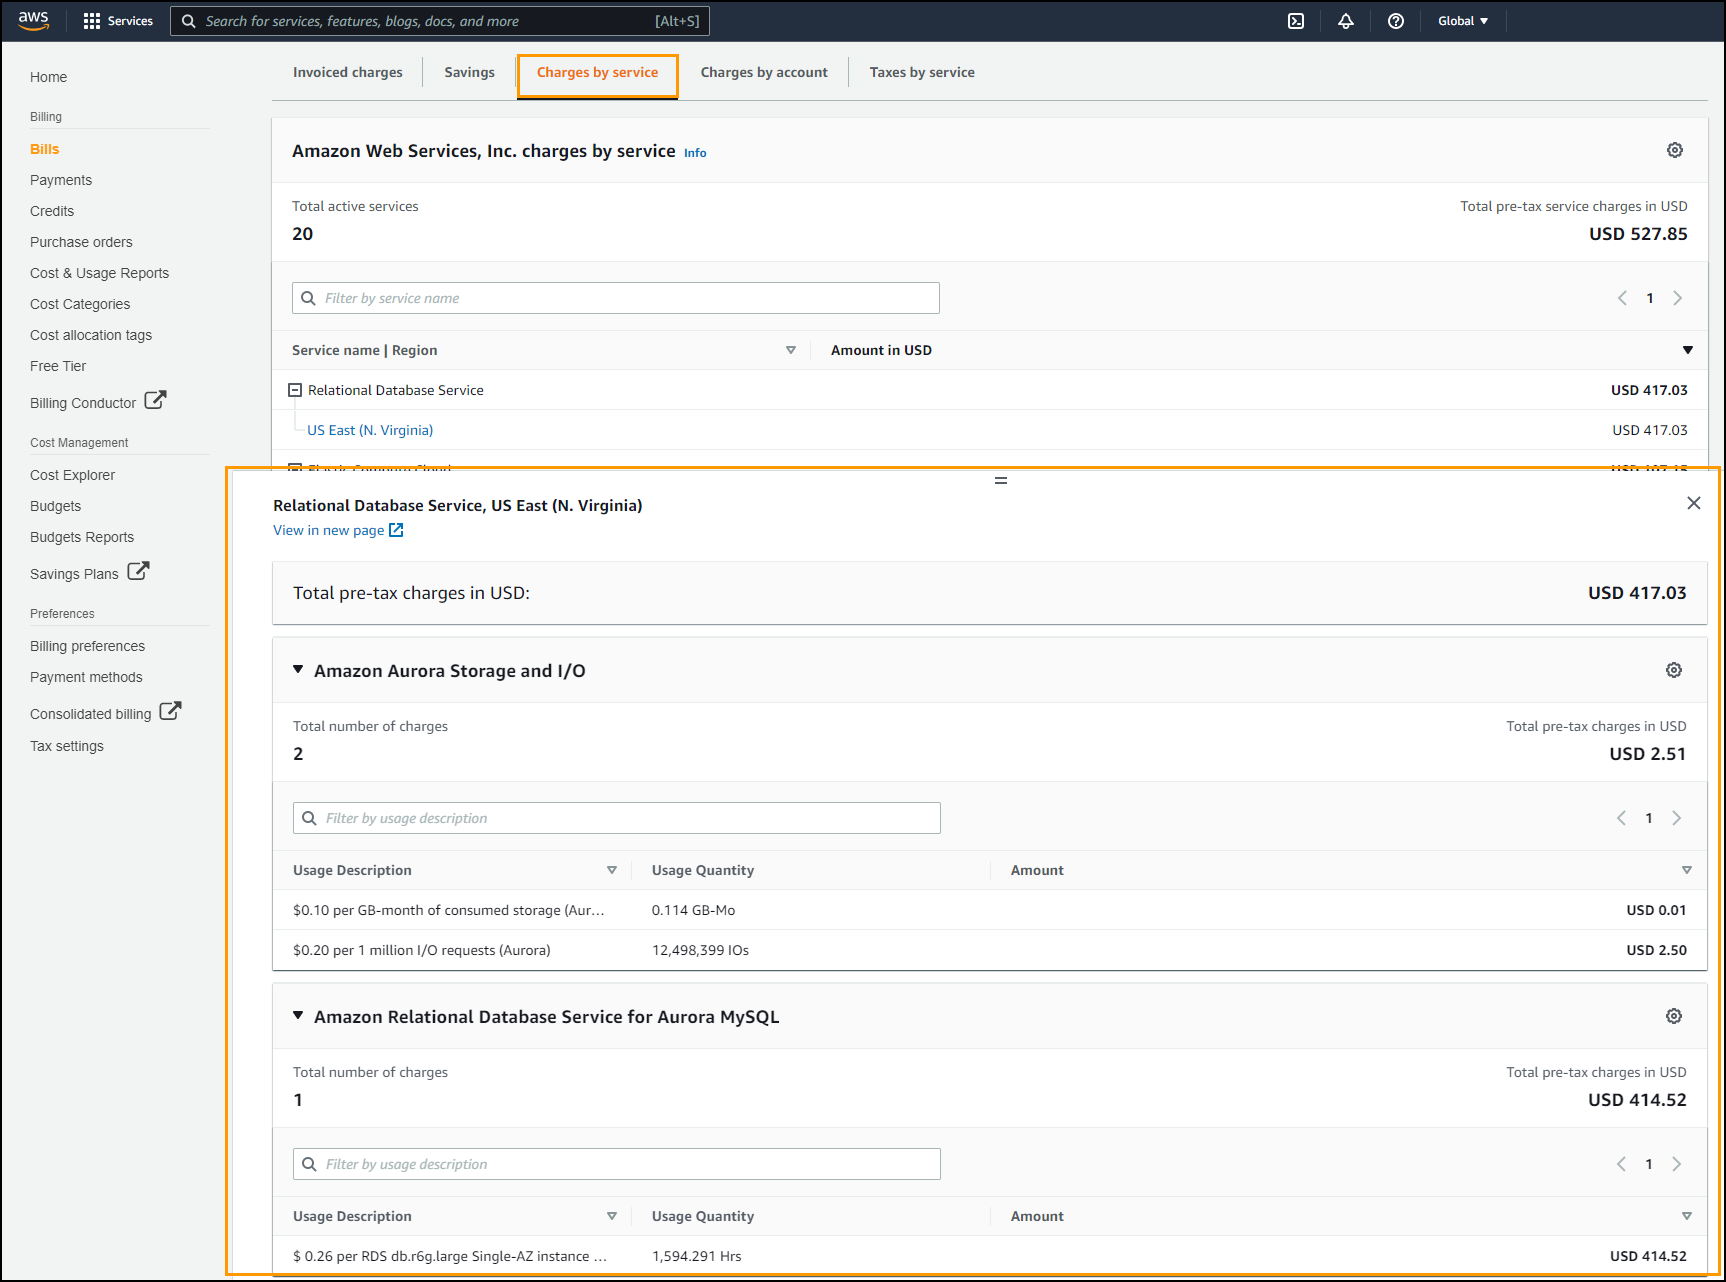 aws
Services
Search for services, features, blogs, docs, and more [Alt+S]
Global
Home
Billing
Bills
Payments
Credits
Purchase orders
Cost & Usage Reports
Cost Categories
Cost allocation tags
Free Tier
Billing Conductor
Cost Management
Cost Explorer
Budgets
Budgets Reports
Savings Plans
Preferences
Billing preferences
Payment methods
Consolidated billing
Tax settings
Invoiced charges Savings Charges by service Charges by account Taxes by service
Amazon Web Services, Inc. charges by service Info
Total active services Total pre-tax service charges in USD
20 USD 527.85
Filter by service name 1
Service name | Region Amount in USD
Relational Database Service USD 417.03
US East (N. Virginia) USD 417.03
Elastic Compute Cloud USD 107.15
Relational Database Service, US East (N. Virginia)
View in new page
Total pre-tax charges in USD: USD 417.03
Amazon Aurora Storage and I/O
Total number of charges Total pre-tax charges in USD
2 USD 2.51
Filter by usage description 1
Usage Description Usage Quantity Amount
$0.10 per GB-month of consumed storage (Aur... 0.114 GB-Mo USD 0.01
$0.20 per 1 million I/O requests (Aurora) 12,498,399 IOs USD 2.50
Amazon Relational Database Service for Aurora MySQL
Total number of charges Total pre-tax charges in USD
1 USD 414.52
Filter by usage description 1
Usage Description Usage Quantity Amount
$ 0.26 per RDS db.r6g.large Single-AZ instance ... 1,594.291 Hrs USD 414.52